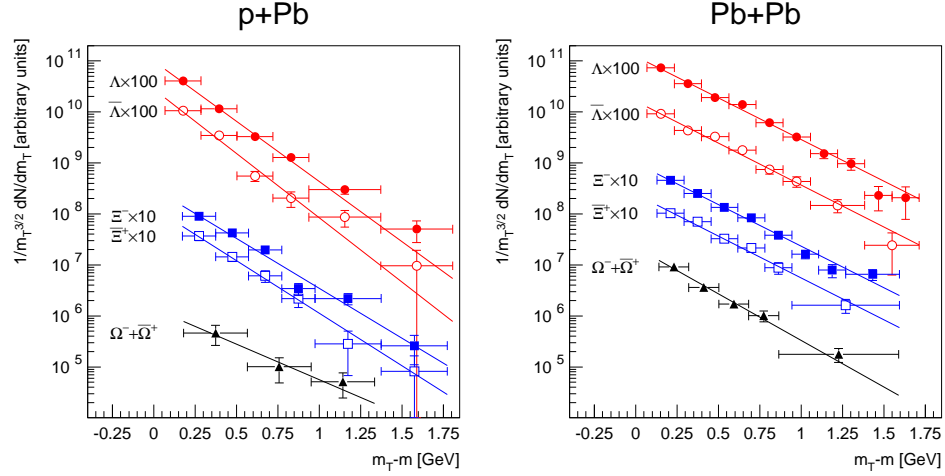 p+Pb
1/m_T^{3/2} dN/dm_T [arbitrary units]
10^11
10^10
10^9
10^8
10^7
10^6
10^5
Λ×100
Λ̅×100
Ξ⁻×10
Ξ̅⁺×10
Ω⁻+Ω̅⁺
-0.25 0 0.25 0.5 0.75 1 1.25 1.5 1.75
m_T-m [GeV]
Pb+Pb
1/m_T^{3/2} dN/dm_T [arbitrary units]
10^11
10^10
10^9
10^8
10^7
10^6
10^5
Λ×100
Λ̅×100
Ξ⁻×10
Ξ̅⁺×10
Ω⁻+Ω̅⁺
-0.25 0 0.25 0.5 0.75 1 1.25 1.5 1.75
m_T-m [GeV]